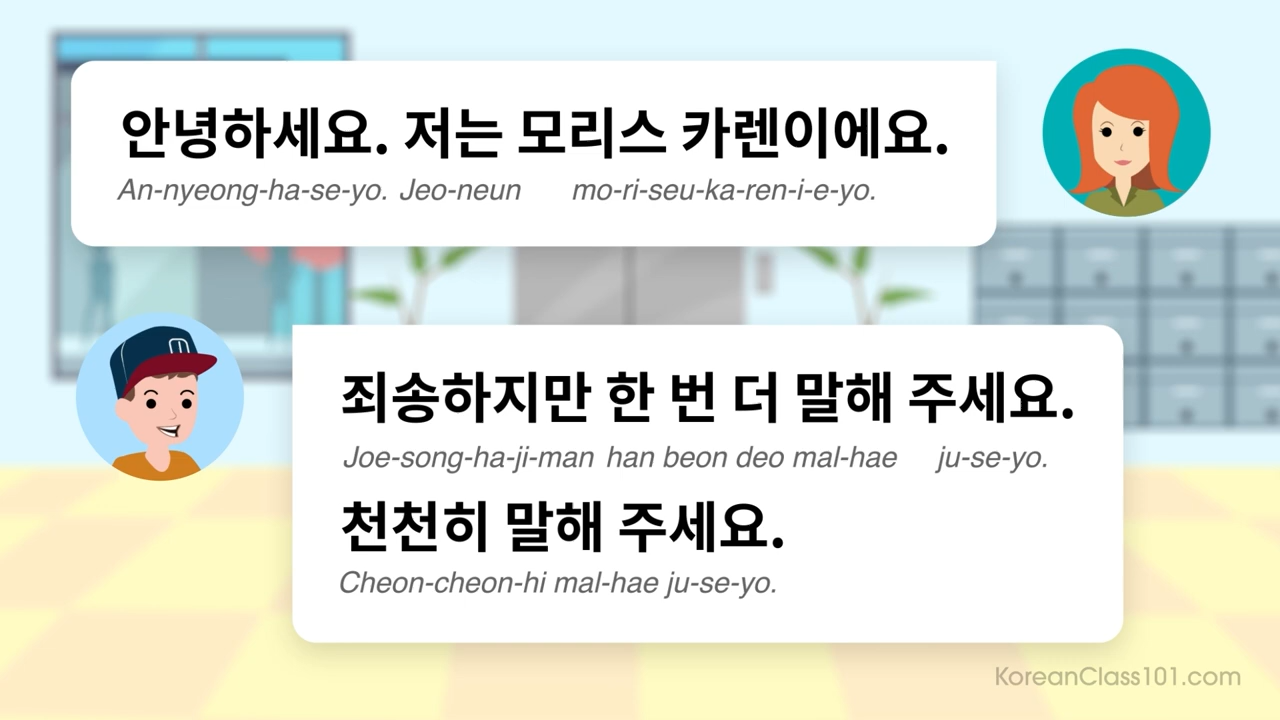 안녕하세요. 저는 모리스 카렌이에요.
An-nyeong-ha-se-yo. Jeo-neun mo-ri-seu-ka-ren-i-e-yo.
죄송하지만 한 번 더 말해 주세요.
Joe-song-ha-ji-man han beon deo mal-hae ju-se-yo.
천천히 말해 주세요.
Cheon-cheon-hi mal-hae ju-se-yo.
KoreanClass101.com